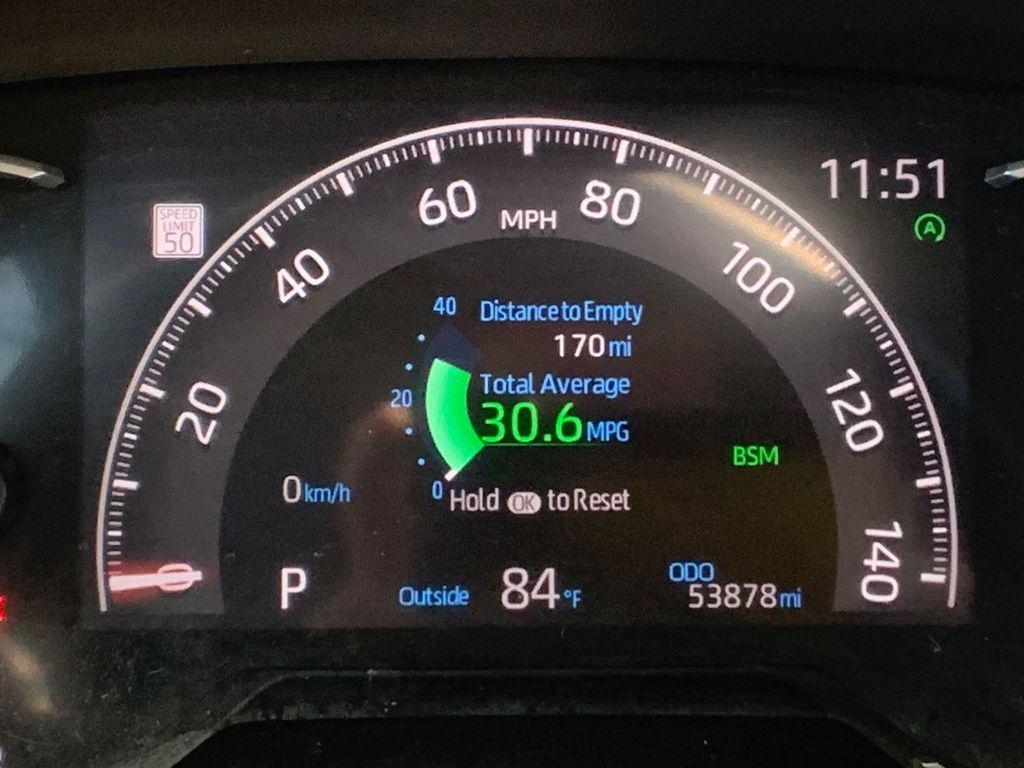 11:51
A
SPEED
LIMIT
50
0
20
40
60
MPH
80
100
120
140
40
20
0
Distance to Empty
170 mi
Total Average
30.6 MPG
Hold OK to Reset
0 km/h
BSM
P
Outside 84 °F
ODO
53878 mi